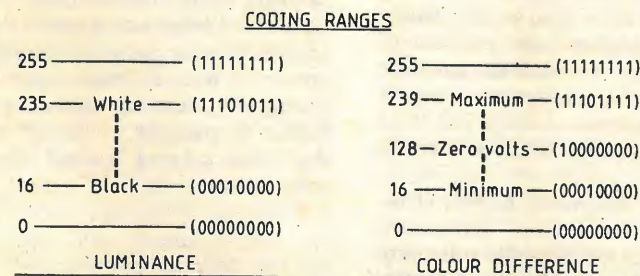 CODING RANGES
255 (11111111)
235 White (11101011)
16 Black (00010000)
0 (00000000)
LUMINANCE
255 (11111111)
239 Maximum (11101111)
128 Zero volts (10000000)
16 Minimum (00010000)
0 (00000000)
COLOUR DIFFERENCE